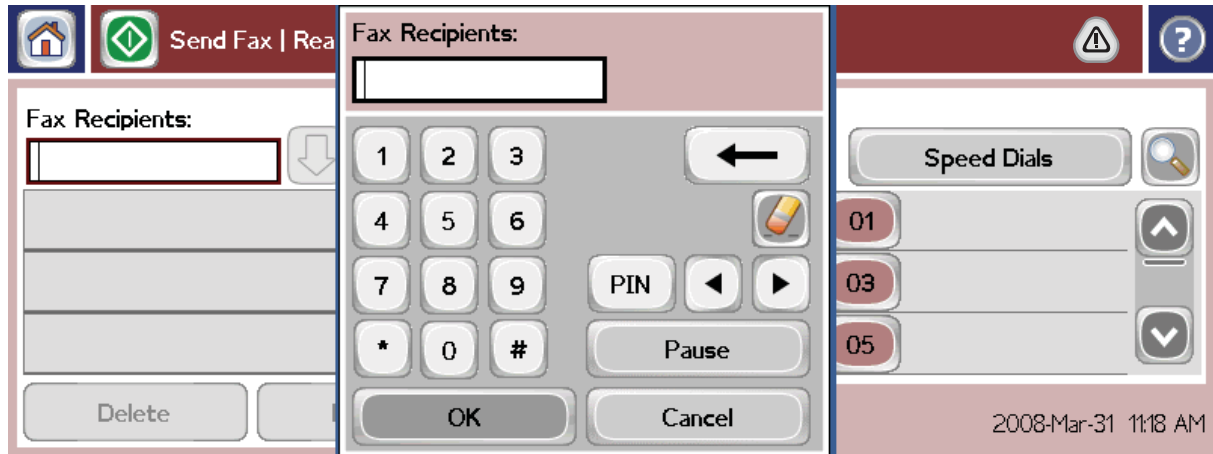 Send Fax | Rea
Fax Recipients:
?
Fax Recipients:
1 2 3
Speed Dials
4 5 6
01
7 8 9
PIN
03
* 0 #
Pause
05
Delete
OK
Cancel
2008-Mar-31 11:18 AM